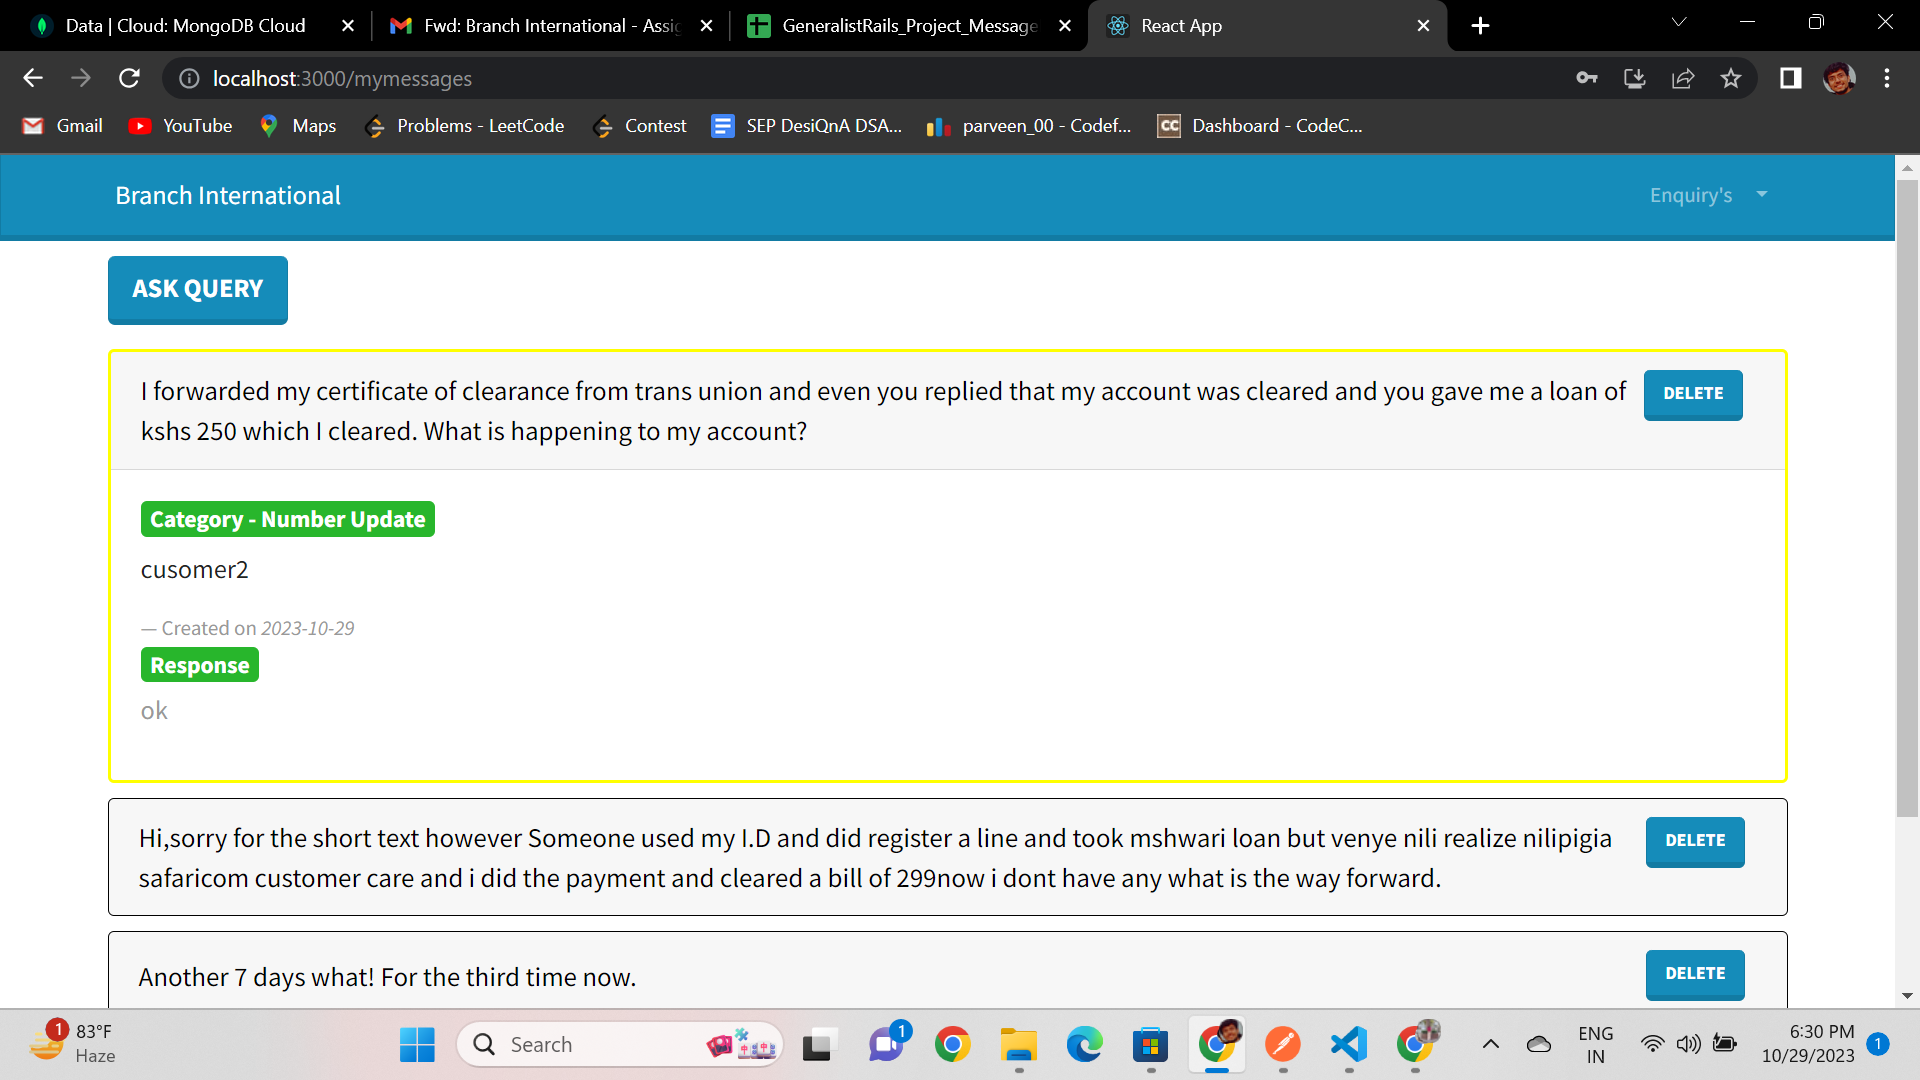 Data | Cloud: MongoDB Cloud
Fwd: Branch International - Assig
GeneralistRails_Project_Message
React App
localhost:3000/mymessages
Gmail
YouTube
Maps
Problems - LeetCode
Contest
SEP DesiQnA DSA...
parveen_00 - Codef...
CC
Dashboard - CodeC...
Branch International
Enquiry's
ASK QUERY
I forwarded my certificate of clearance from trans union and even you replied that my account was cleared and you gave me a loan of
kshs 250 which I cleared. What is happening to my account?
DELETE
Category - Number Update
cusomer2
— Created on 2023-10-29
Response
ok
Hi,sorry for the short text however Someone used my I.D and did register a line and took mshwari loan but venye nili realize nilipigia
safaricom customer care and i did the payment and cleared a bill of 299now i dont have any what is the way forward.
DELETE
Another 7 days what! For the third time now.
DELETE
1
83°F
Haze
Search
1
ENG
IN
6:30 PM
10/29/2023
1